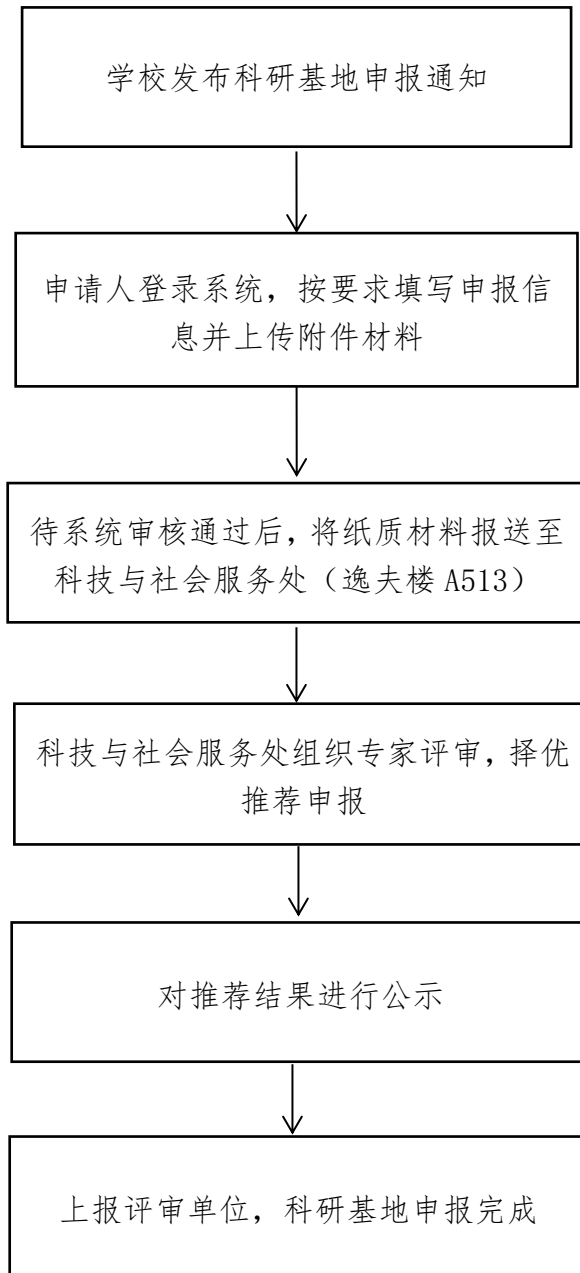 学校发布科研基地申报通知
申请人登录系统，按要求填写申报信
息并上传附件材料
待系统审核通过后，将纸质材料报送至
科技与社会服务处（逸夫楼 A513）
科技与社会服务处组织专家评审，择优
推荐申报
对推荐结果进行公示
上报评审单位，科研基地申报完成